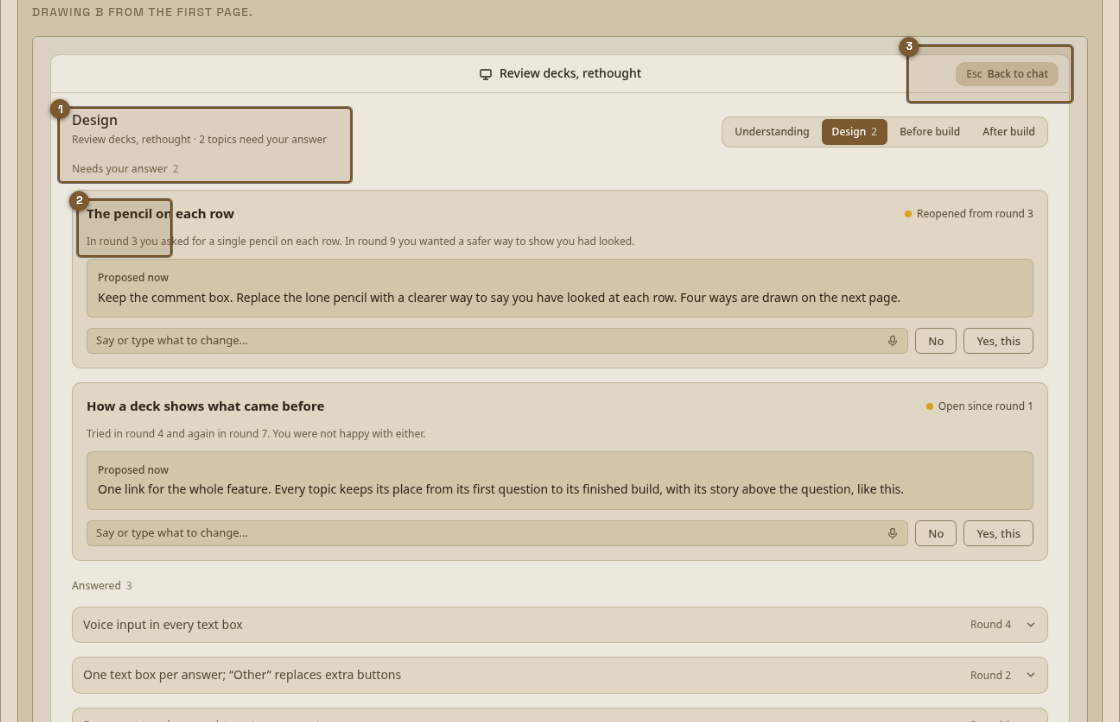 DRAWING B FROM THE FIRST PAGE.
3
Review decks, rethought
Esc Back to chat
1
Design
Review decks, rethought · 2 topics need your answer
Needs your answer 2
Understanding
Design 2
Before build
After build
2
The pencil on each row
Reopened from round 3
In round 3 you asked for a single pencil on each row. In round 9 you wanted a safer way to show you had looked.
Proposed now
Keep the comment box. Replace the lone pencil with a clearer way to say you have looked at each row. Four ways are drawn on the next page.
Say or type what to change...
No
Yes, this
How a deck shows what came before
Open since round 1
Tried in round 4 and again in round 7. You were not happy with either.
Proposed now
One link for the whole feature. Every topic keeps its place from its first question to its finished build, with its story above the question, like this.
Say or type what to change...
No
Yes, this
Answered 3
Voice input in every text box
Round 4
One text box per answer; “Other” replaces extra buttons
Round 2